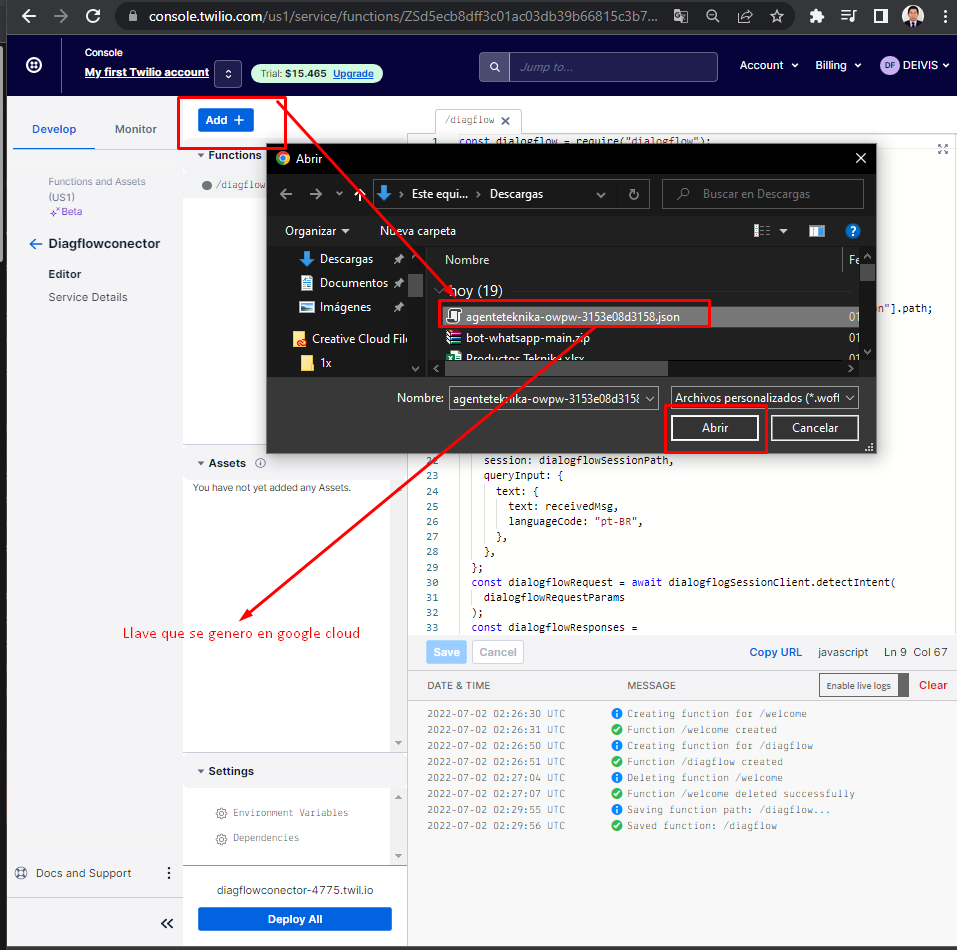 console.twilio.com/us1/service/functions/ZSd5ecb8dff3c01ac03db39b66815c3b7...
Console
My first Twilio account
Trial: $15.465 Upgrade
Jump to...
Account
Billing
DF DEIVIS
Develop
Monitor
Functions and Assets
(US1)
Beta
Diagflowconector
Editor
Service Details
Docs and Support
Add +
Functions
/diagflow
Assets
You have not yet added any Assets.
Settings
Environment Variables
Dependencies
diagflowconector-4775.twil.io
Deploy All
/diagflow
1 const dialogflow = require("dialogflow");
"].path;
Abrir
Este equi...
Descargas
Buscar en Descargas
Organizar
Nueva carpeta
Descargas
Documentos
Imágenes
Creative Cloud File
1x
Nombre
Fe
hoy (19)
agenteteknika-owpw-3153e08d3158.json 01
bot-whatsapp-main.zip 01
Productos Teknika.xlsx 01
Nombre: agenteteknika-owpw-3153e08d3158
Archivos personalizados (*.woff
Abrir
Cancelar
22 session: dialogflowSessionPath,
23 queryInput: {
24 text: {
25 text: receivedMsg,
26 languageCode: "pt-BR",
27 },
28 },
29 };
30 const dialogflowRequest = await dialogflogSessionClient.detectIntent(
31 dialogflowRequestParams
32 );
33 const dialogflowResponses =
Llave que se genero en google cloud
Save
Cancel
Copy URL
javascript
Ln 9 Col 67
DATE & TIME
MESSAGE
Enable live logs
Clear
2022-07-02 02:26:30 UTC Creating function for /welcome
2022-07-02 02:26:31 UTC Function /welcome created
2022-07-02 02:26:50 UTC Creating function for /diagflow
2022-07-02 02:26:51 UTC Function /diagflow created
2022-07-02 02:27:04 UTC Deleting function /welcome
2022-07-02 02:27:07 UTC Function /welcome deleted successfully
2022-07-02 02:29:55 UTC Saving function path: /diagflow...
2022-07-02 02:29:56 UTC Saved function: /diagflow